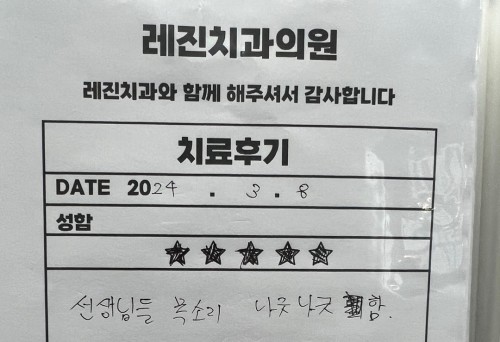 레진치과의원
레진치과와 함께 해주셔서 감사합니다
치료후기
DATE 2024 . 3 . 8
성함
★★★★★
선생님들 목소리 나긋나긋 함.